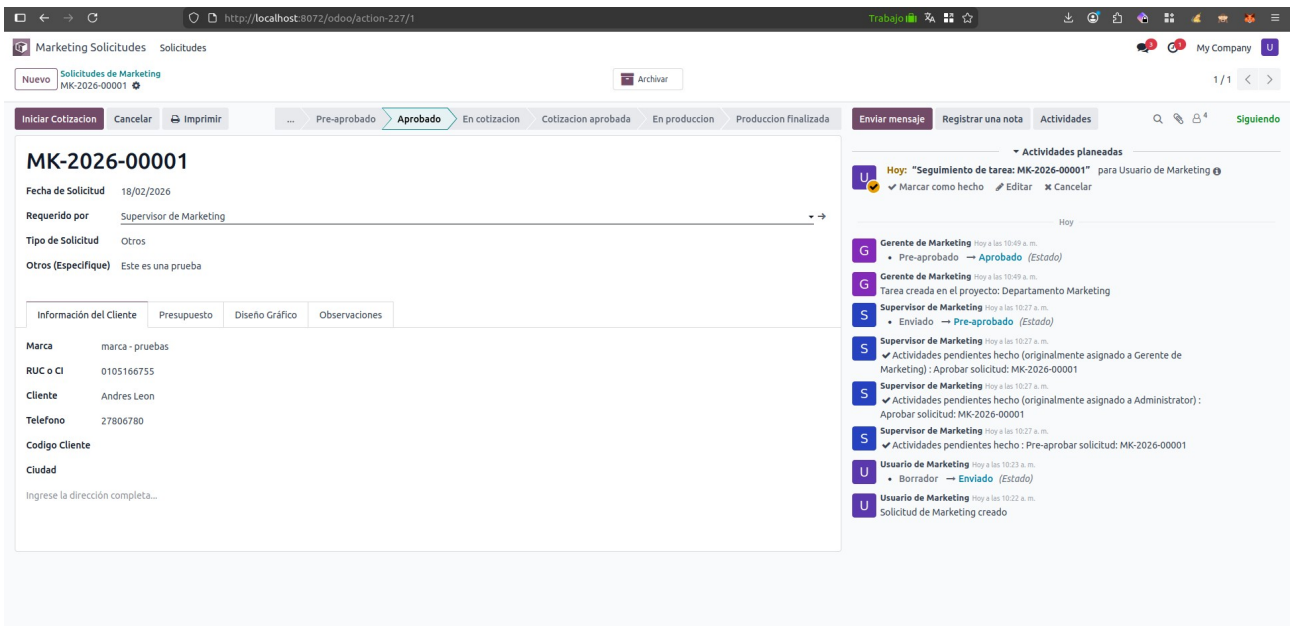 http://localhost:8072/odoo/action-227/1
Trabajo
Marketing Solicitudes Solicitudes
3 1 My Company U
Nuevo
Solicitudes de Marketing
MK-2026-00001
Archivar
1/1
Iniciar Cotizacion Cancelar Imprimir
... Pre-aprobado Aprobado En cotizacion Cotizacion aprobada En produccion Produccion finalizada
Enviar mensaje Registrar una nota Actividades 4 Siguiendo
MK-2026-00001
Fecha de Solicitud 18/02/2026
Requerido por Supervisor de Marketing
Tipo de Solicitud Otros
Otros (Especifique) Este es una prueba
Información del Cliente Presupuesto Diseño Gráfico Observaciones
Marca marca - pruebas
RUC o CI 0105166755
Cliente Andres Leon
Telefono 27806780
Codigo Cliente
Ciudad
Ingrese la dirección completa...
Actividades planeadas
U
Hoy: "Seguimiento de tarea: MK-2026-00001" para Usuario de Marketing
Marcar como hecho Editar Cancelar
Hoy
G
Gerente de Marketing Hoy a las 10:49 a. m.
• Pre-aprobado → Aprobado (Estado)
G
Gerente de Marketing Hoy a las 10:49 a. m.
Tarea creada en el proyecto: Departamento Marketing
S
Supervisor de Marketing Hoy a las 10:27 a. m.
• Enviado → Pre-aprobado (Estado)
S
Supervisor de Marketing Hoy a las 10:27 a. m.
Actividades pendientes hecho (originalmente asignado a Gerente de
Marketing) : Aprobar solicitud: MK-2026-00001
S
Supervisor de Marketing Hoy a las 10:27 a. m.
Actividades pendientes hecho (originalmente asignado a Administrator) :
Aprobar solicitud: MK-2026-00001
S
Supervisor de Marketing Hoy a las 10:27 a. m.
Actividades pendientes hecho : Pre-aprobar solicitud: MK-2026-00001
U
Usuario de Marketing Hoy a las 10:23 a. m.
• Borrador → Enviado (Estado)
U
Usuario de Marketing Hoy a las 10:22 a. m.
Solicitud de Marketing creado